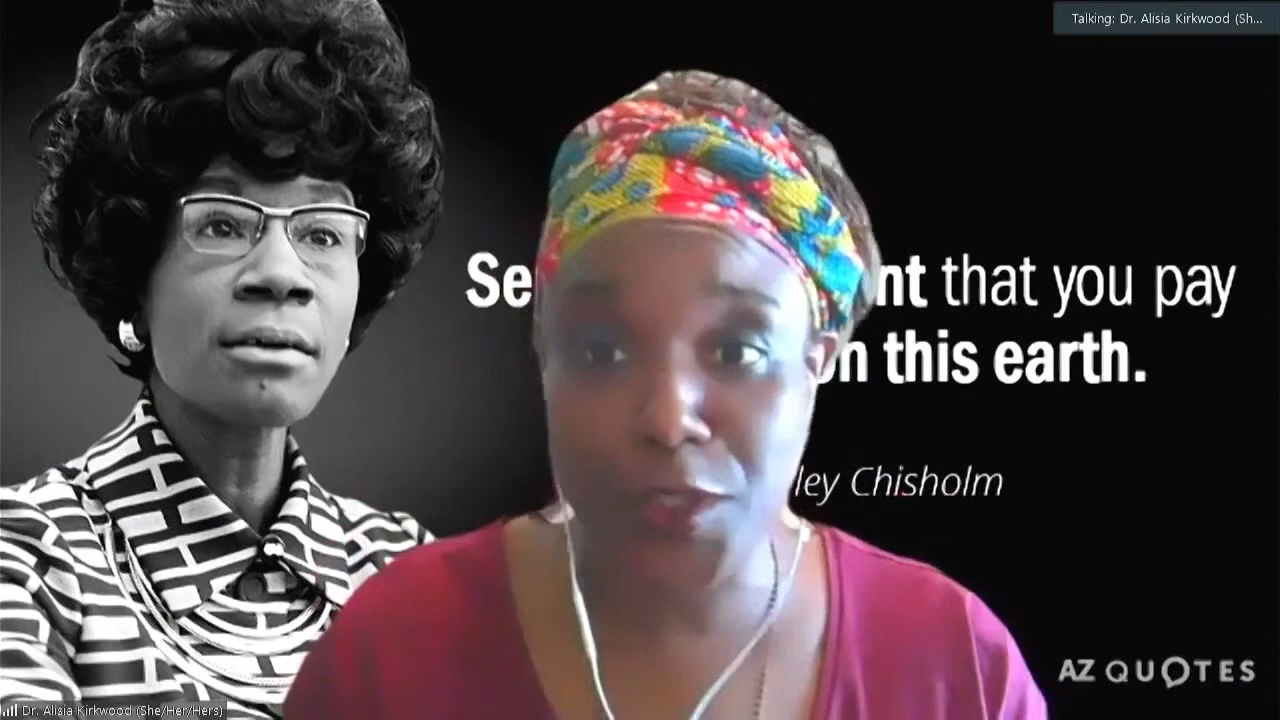 Talking: Dr. Alisia Kirkwood (Sh...
Se nt that you pay
on this earth.
ley Chisholm
AZ QUOTES
Dr. Alisia Kirkwood (She/Her/Hers)